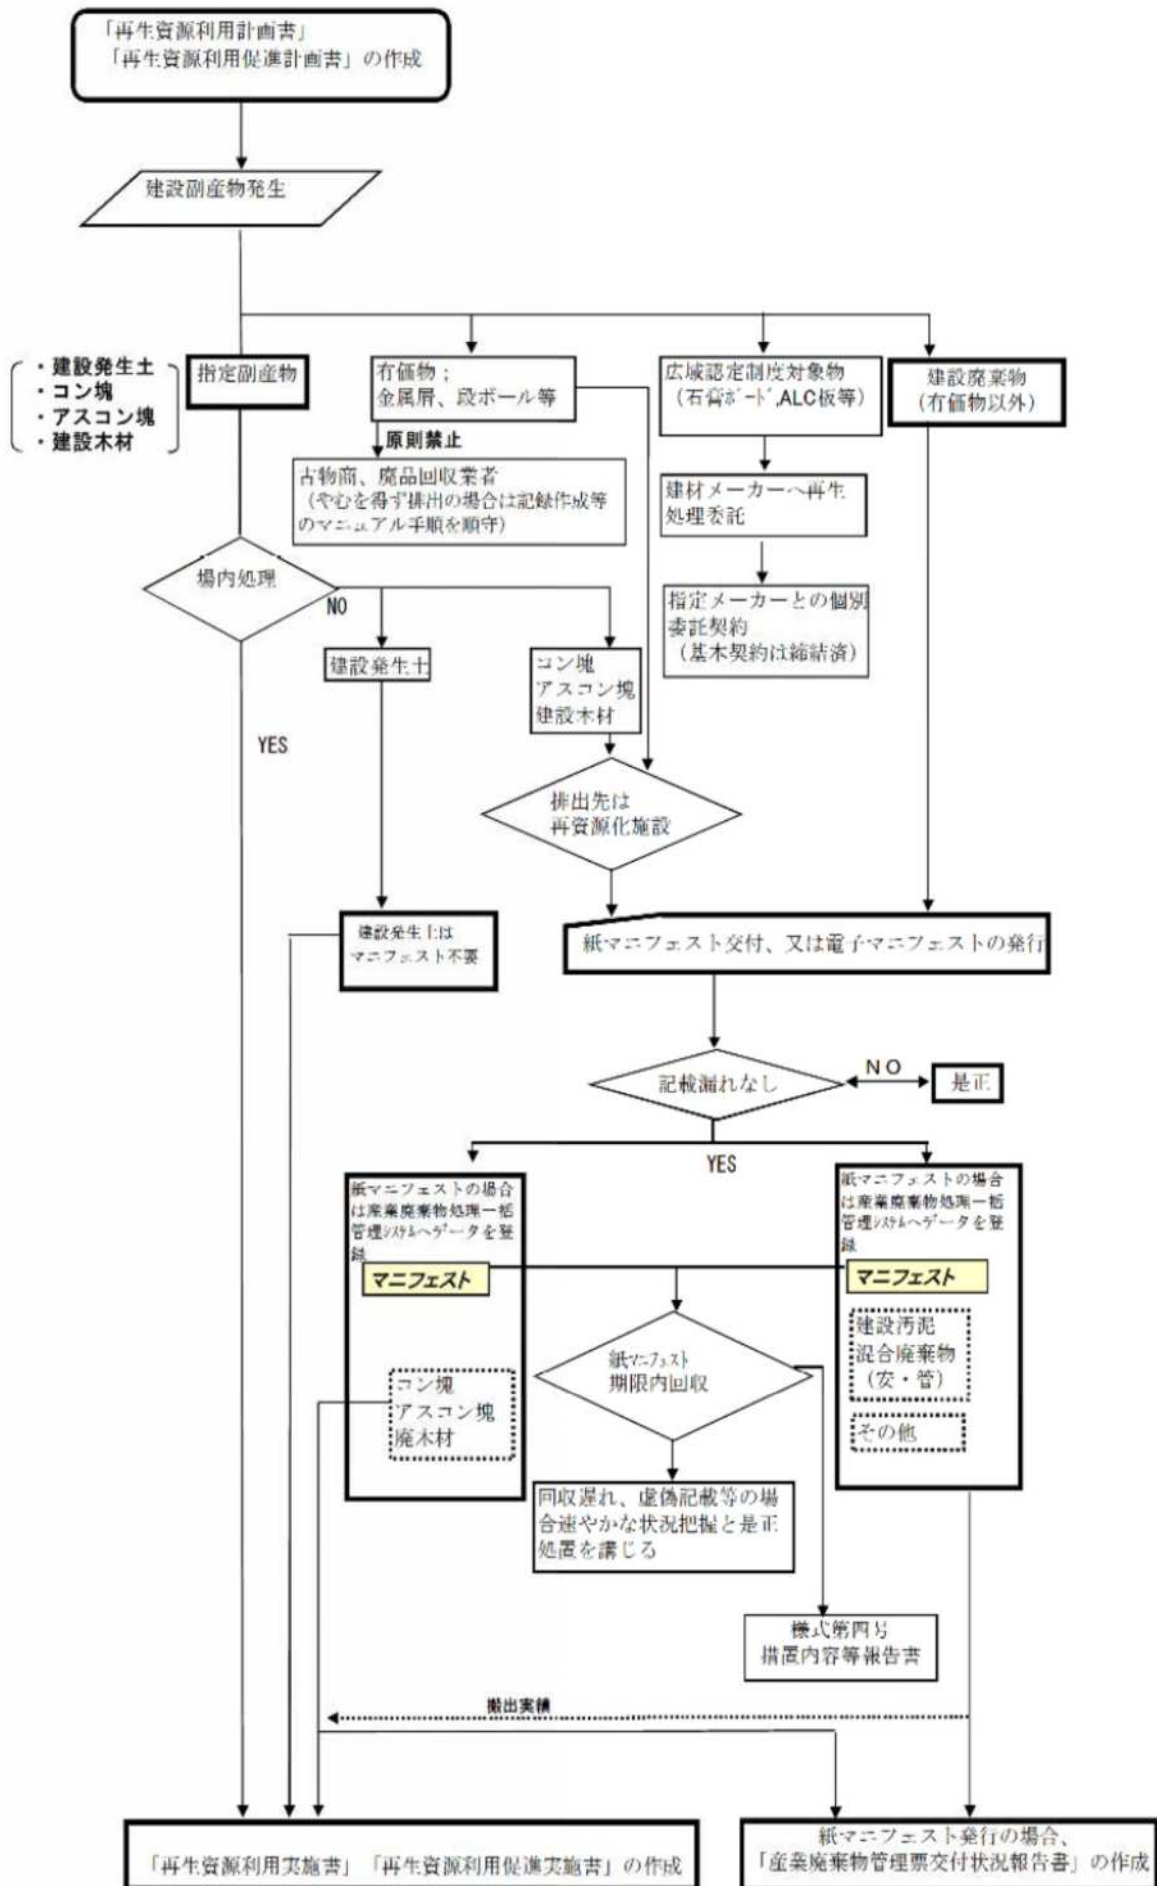 「再生資源利用計画書」
「再生資源利用促進計画書」の作成
建設副産物発生
・建設発生土
・コン塊
・アスコン塊
・建設木材
指定副産物
有価物；
金属屑、段ボール等
広域認定制度対象物
（石膏ボード,ALC板等）
建設廃棄物
（有価物以外）
原則禁止
古物商、廃品回収業者
（やむを得ず排出の場合は記録作成等
のマニュアル手順を順守）
建材メーカーへ再生
処理委託
場内処理
NO
指定メーカーとの個別
委託契約
（基本契約は締結済）
建設発生土
コン塊
アスコン塊
建設木材
YES
排出先は
再資源化施設
建設発生土は
マニフェスト不要
紙マニフェスト交付、又は電子マニフェストの発行
記載漏れなし
NO
是正
YES
紙マニフェストの場合
は産業廃棄物処理一括
管理システムへデータを登
録
マニフェスト
コン塊
アスコン塊
廃木材
紙マニフェストの場合
は産業廃棄物処理一括
管理システムへデータを登
録
マニフェスト
建設汚泥
混合廃棄物
（安・管）
その他
紙マニフェスト
期限内回収
回収遅れ、虚偽記載等の場
合速やかな状況把握と是正
処置を講じる
様式第四号
措置内容等報告書
搬出実績
「再生資源利用実施書」「再生資源利用促進実施書」の作成
紙マニフェスト発行の場合、
「産業廃棄物管理票交付状況報告書」の作成